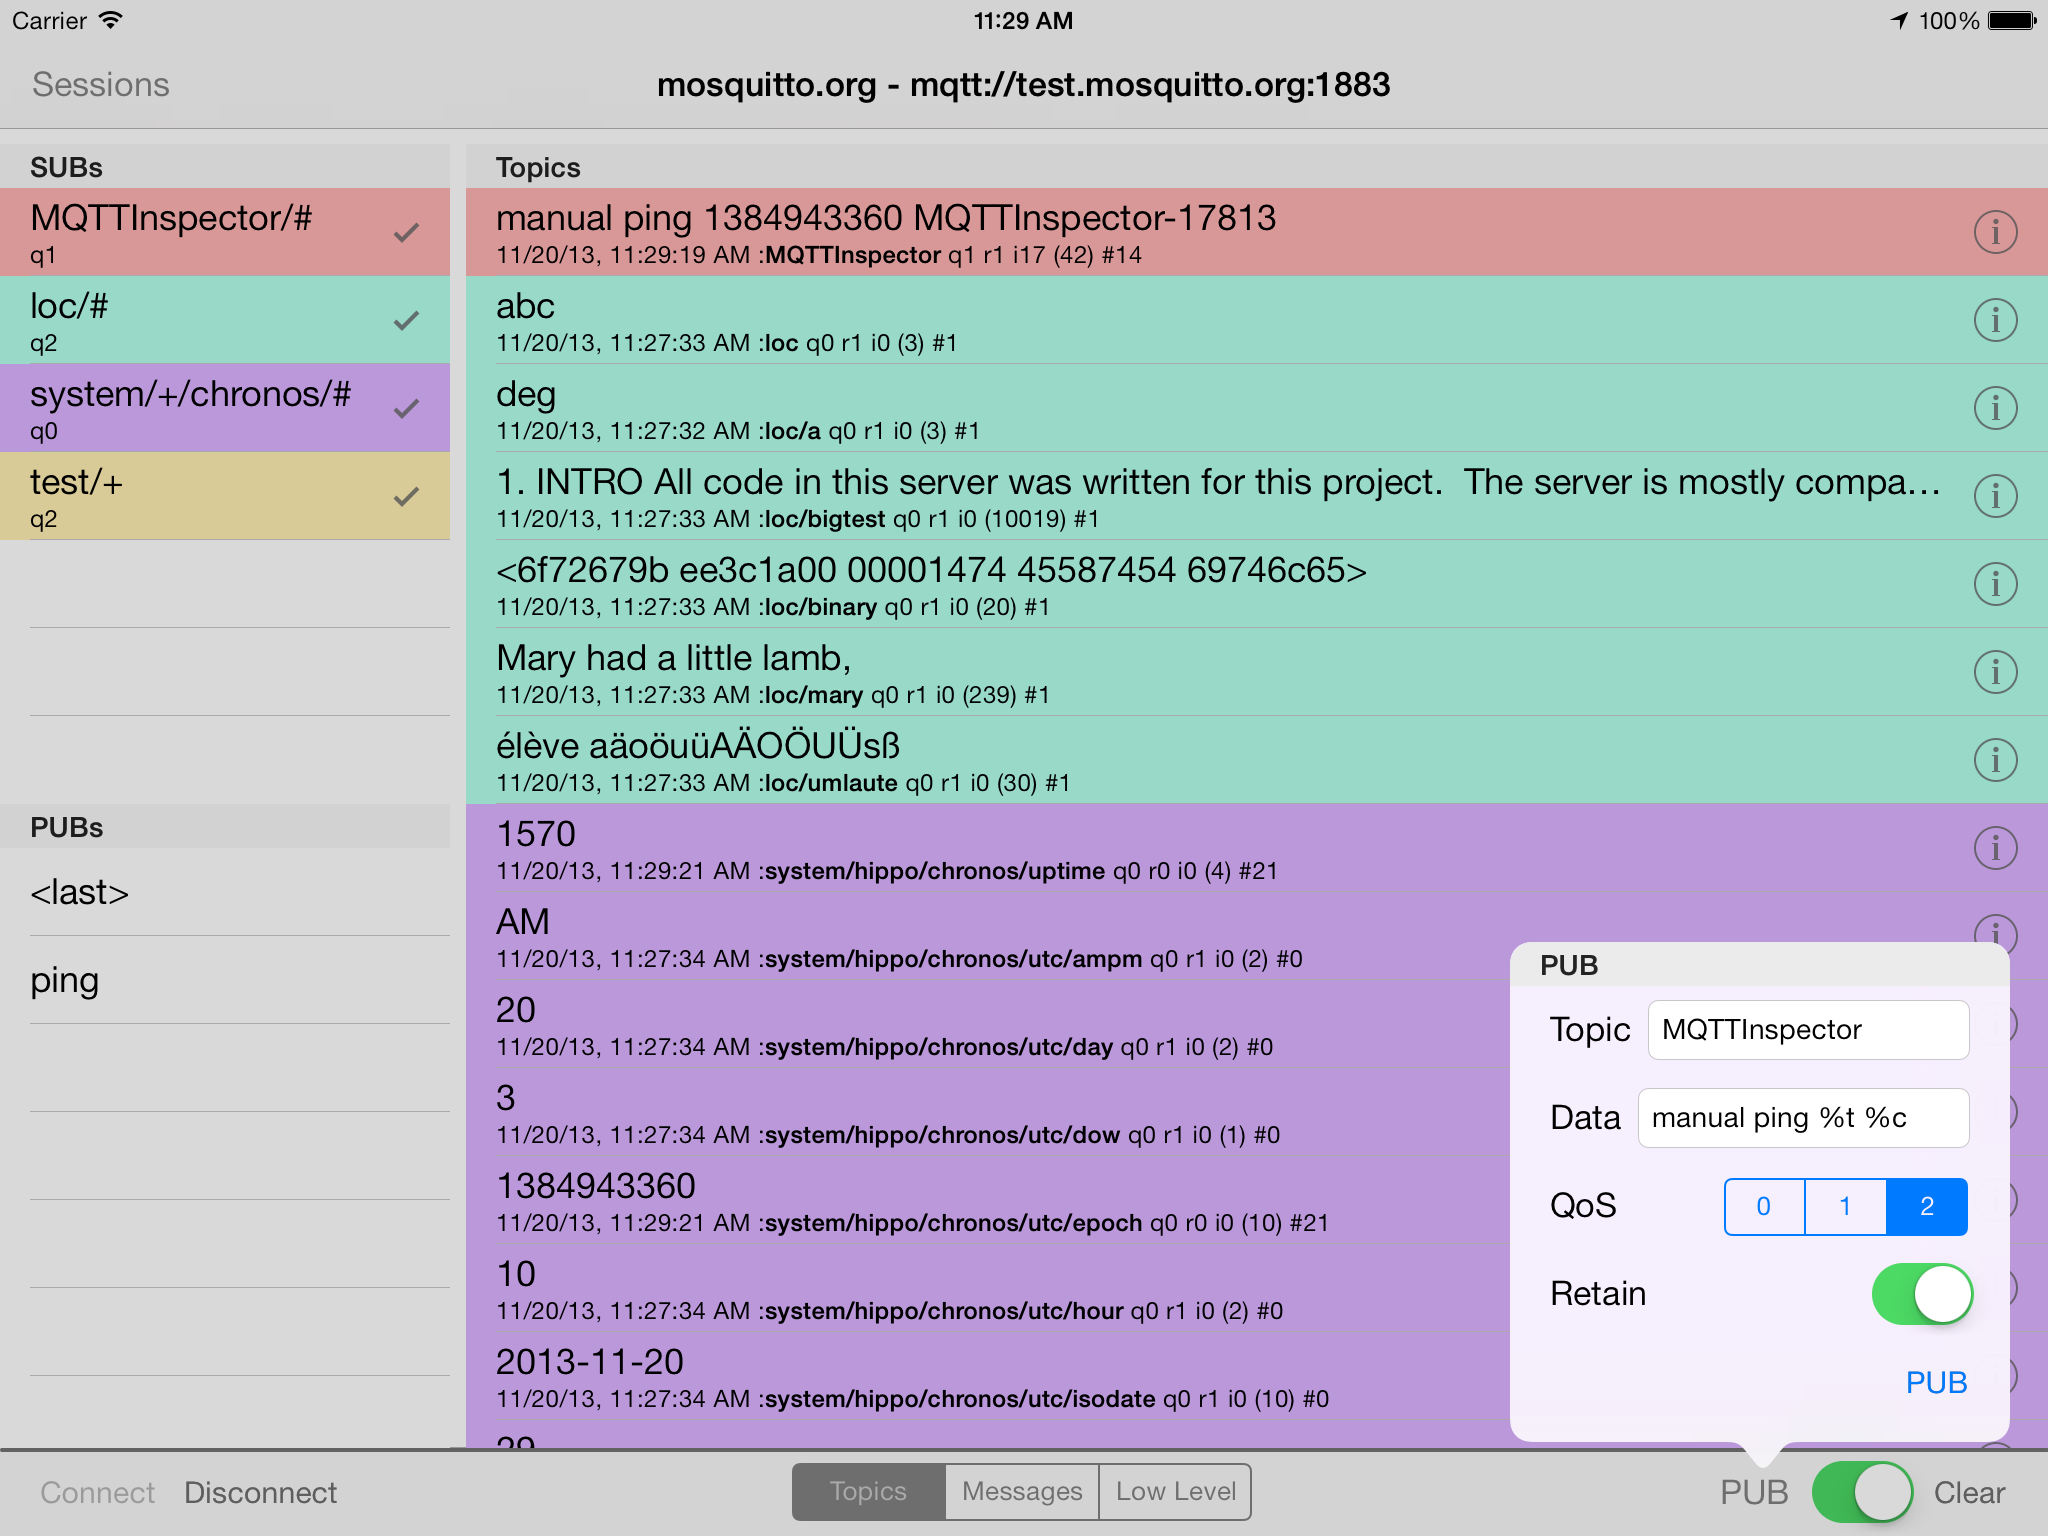 Carrier 11:29 AM 100%
Sessions mosquitto.org - mqtt://test.mosquitto.org:1883
SUBs
MQTTInspector/#
q1
loc/#
q2
system/+/chronos/#
q0
test/+
q2
PUBs
<last>
ping
Topics
manual ping 1384943360 MQTTInspector-17813
11/20/13, 11:29:19 AM :MQTTInspector q1 r1 i17 (42) #14
abc
11/20/13, 11:27:33 AM :loc q0 r1 i0 (3) #1
deg
11/20/13, 11:27:32 AM :loc/a q0 r1 i0 (3) #1
1. INTRO All code in this server was written for this project.  The server is mostly compa...
11/20/13, 11:27:33 AM :loc/bigtest q0 r1 i0 (10019) #1
<6f72679b ee3c1a00 00001474 45587454 69746c65>
11/20/13, 11:27:33 AM :loc/binary q0 r1 i0 (20) #1
Mary had a little lamb,
11/20/13, 11:27:33 AM :loc/mary q0 r1 i0 (239) #1
élève aäoöuüAÄOÖUÜsß
11/20/13, 11:27:33 AM :loc/umlaute q0 r1 i0 (30) #1
1570
11/20/13, 11:29:21 AM :system/hippo/chronos/uptime q0 r0 i0 (4) #21
AM
11/20/13, 11:27:34 AM :system/hippo/chronos/utc/ampm q0 r1 i0 (2) #0
20
11/20/13, 11:27:34 AM :system/hippo/chronos/utc/day q0 r1 i0 (2) #0
3
11/20/13, 11:27:34 AM :system/hippo/chronos/utc/dow q0 r1 i0 (1) #0
1384943360
11/20/13, 11:29:21 AM :system/hippo/chronos/utc/epoch q0 r0 i0 (10) #21
10
11/20/13, 11:27:34 AM :system/hippo/chronos/utc/hour q0 r1 i0 (2) #0
2013-11-20
11/20/13, 11:27:34 AM :system/hippo/chronos/utc/isodate q0 r1 i0 (10) #0
PUB
Topic MQTTInspector
Data manual ping %t %c
QoS 0 1 2
Retain
PUB
Connect Disconnect Topics Messages Low Level PUB Clear